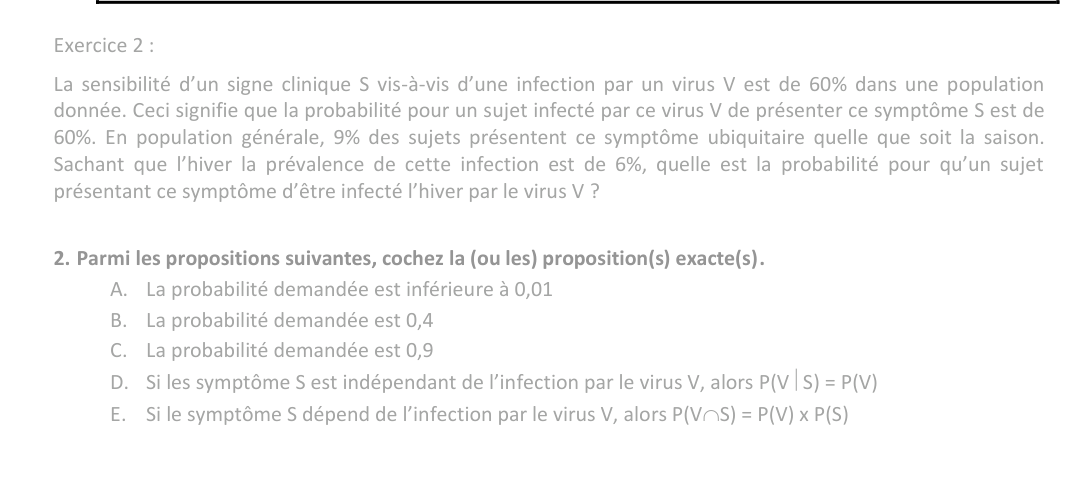 Exercice 2 :
La sensibilité d’un signe clinique S vis-à-vis d’une infection par un virus V est de 60% dans une population
donnée. Ceci signifie que la probabilité pour un sujet infecté par ce virus V de présenter ce symptôme S est de
60%. En population générale, 9% des sujets présentent ce symptôme ubiquitaire quelle que soit la saison.
Sachant que l’hiver la prévalence de cette infection est de 6%, quelle est la probabilité pour qu’un sujet
présentant ce symptôme d’être infecté l’hiver par le virus V ?
2. Parmi les propositions suivantes, cochez la (ou les) proposition(s) exacte(s).
A. La probabilité demandée est inférieure à 0,01
B. La probabilité demandée est 0,4
C. La probabilité demandée est 0,9
D. Si les symptôme S est indépendant de l’infection par le virus V, alors P(V|S) = P(V)
E. Si le symptôme S dépend de l’infection par le virus V, alors P(V∩S) = P(V) x P(S)